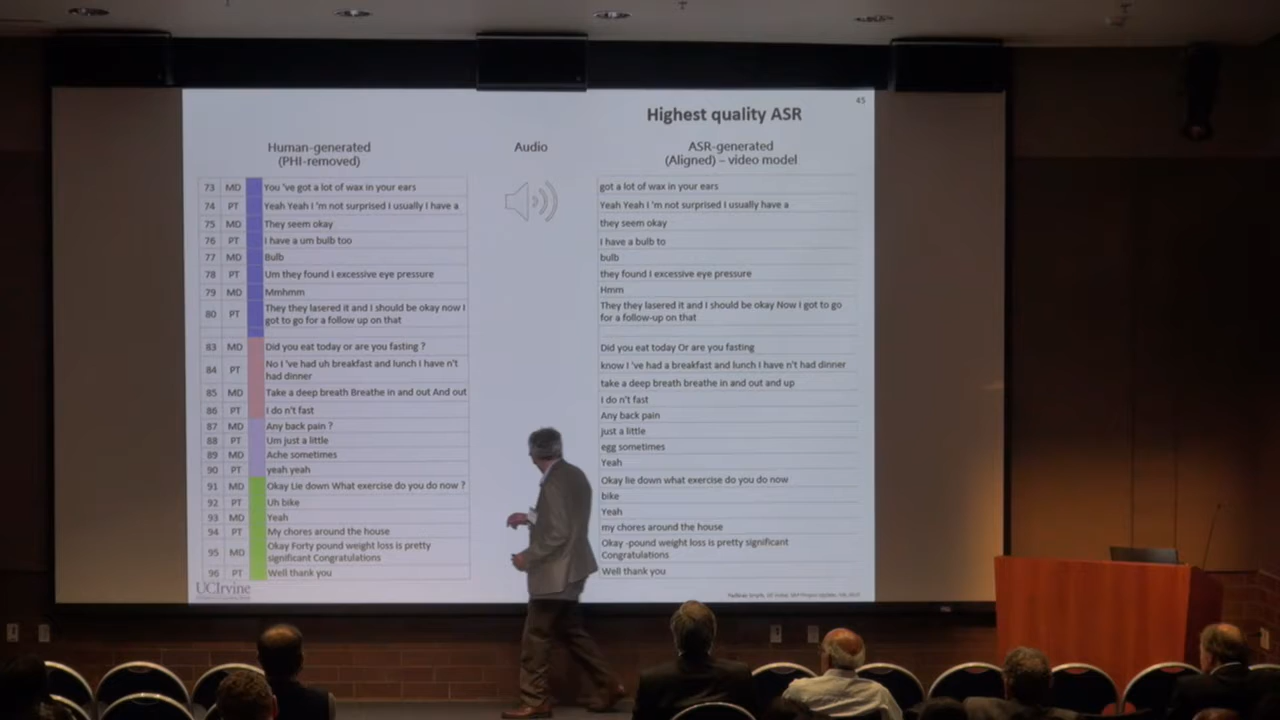 45
Highest quality ASR
Human-generated
(PHI-removed)
Audio
ASR-generated
(Aligned) – video model
73 MD You 've got a lot of wax in your ears got a lot of wax in your ears
74 PT Yeah Yeah I 'm not surprised I usually I have a Yeah Yeah I 'm not surprised I usually have a
75 MD They seem okay they seem okay
76 PT I have a um bulb too I have a bulb to
77 MD Bulb bulb
78 PT Um they found I excessive eye pressure they found I excessive eye pressure
79 MD Mmhmm Hmm
80 PT They they lasered it and I should be okay now I They they lasered it and I should be okay Now I got to go
got to go for a follow up on that for a follow-up on that
83 MD Did you eat today or are you fasting ? Did you eat today Or are you fasting
84 PT No I 've had uh breakfast and lunch I have n't know I 've had a breakfast and lunch I have n't had dinner
had dinner
85 MD Take a deep breath Breathe in and out And out take a deep breath breathe in and out and up
86 PT I do n't fast I do n't fast
87 MD Any back pain ? Any back pain
88 PT Um just a little just a little
89 MD Ache sometimes egg sometimes
90 PT yeah yeah Yeah
91 MD Okay Lie down What exercise do you do now ? Okay lie down what exercise do you do now
92 PT Uh bike bike
93 MD Yeah Yeah
94 PT My chores around the house my chores around the house
95 MD Okay Forty pound weight loss is pretty Okay -pound weight loss is pretty significant
significant Congratulations Congratulations
96 PT Well thank you Well thank you
UCIrvine